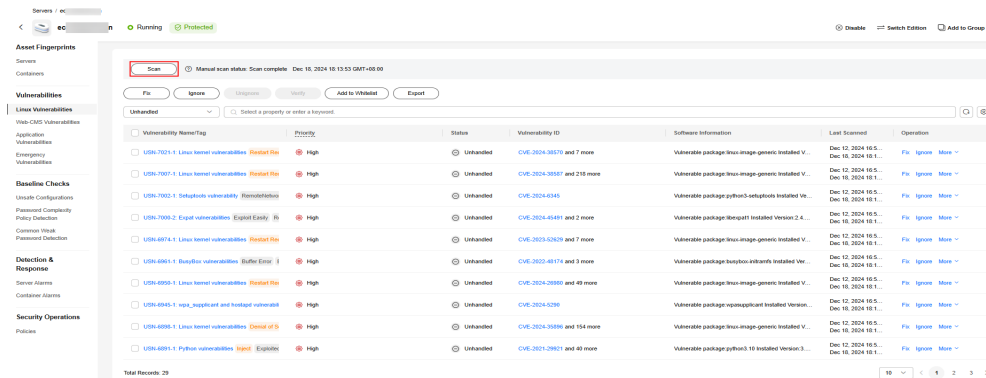 Servers / ec
ec n Running Protected Disable Switch Edition Add to Group
Asset Fingerprints
Servers
Containers
Vulnerabilities
Linux Vulnerabilities
Web-CMS Vulnerabilities
Application
Vulnerabilities
Emergency
Vulnerabilities
Baseline Checks
Unsafe Configurations
Password Complexity
Policy Detection
Common Weak
Password Detection
Detection &
Response
Server Alarms
Container Alarms
Security Operations
Policies
Scan Manual scan status: Scan complete Dec 18, 2024 18:13:53 GMT+08:00
Fix Ignore Unignore Verify Add to Whitelist Export
Unhandled Select a property or enter a keyword.
Vulnerability Name/Tag Priority Status Vulnerability ID Software Information Last Scanned Operation
USN-7021-1: Linux kernel vulnerabilities Restart Rec High Unhandled CVE-2024-38570 and 7 more Vulnerable package:linux-image-generic Installed V... Dec 12, 2024 16:5... Fix Ignore More
Dec 18, 2024 18:1...
USN-7007-1: Linux kernel vulnerabilities Restart Rec High Unhandled CVE-2024-38587 and 218 more Vulnerable package:linux-image-generic Installed V... Dec 12, 2024 16:5... Fix Ignore More
Dec 18, 2024 18:1...
USN-7002-1: Setuptools vulnerability RemoteNetwo High Unhandled CVE-2024-6345 Vulnerable package:python3-setuptools Installed Ve... Dec 12, 2024 16:5... Fix Ignore More
Dec 18, 2024 18:1...
USN-7000-2: Expat vulnerabilities Exploit Easily R High Unhandled CVE-2024-45491 and 2 more Vulnerable package:libexpat1 Installed Version:2.4.... Dec 12, 2024 16:5... Fix Ignore More
Dec 18, 2024 18:1...
USN-6974-1: Linux kernel vulnerabilities Restart Rec High Unhandled CVE-2023-52629 and 7 more Vulnerable package:linux-image-generic Installed V... Dec 12, 2024 16:5... Fix Ignore More
Dec 18, 2024 18:1...
USN-6961-1: BusyBox vulnerabilities Buffer Error High Unhandled CVE-2022-48174 and 3 more Vulnerable package:busybox-initramfs Installed Ver... Dec 12, 2024 16:5... Fix Ignore More
Dec 18, 2024 18:1...
USN-6950-1: Linux kernel vulnerabilities Restart Rec High Unhandled CVE-2024-26980 and 49 more Vulnerable package:linux-image-generic Installed V... Dec 12, 2024 16:5... Fix Ignore More
Dec 18, 2024 18:1...
USN-6945-1: wpa_supplicant and hostapd vulnerabili High Unhandled CVE-2024-5290 Vulnerable package:wpasupplicant Installed Version... Dec 12, 2024 16:5... Fix Ignore More
Dec 18, 2024 18:1...
USN-6898-1: Linux kernel vulnerabilities Denial of S High Unhandled CVE-2024-35896 and 154 more Vulnerable package:linux-image-generic Installed V... Dec 12, 2024 16:5... Fix Ignore More
Dec 18, 2024 18:1...
USN-6891-1: Python vulnerabilities Inject Exploited High Unhandled CVE-2021-29921 and 40 more Vulnerable package:python3.10 Installed Version:3.... Dec 12, 2024 16:5... Fix Ignore More
Dec 18, 2024 18:1...
Total Records: 29 10 1 2 3